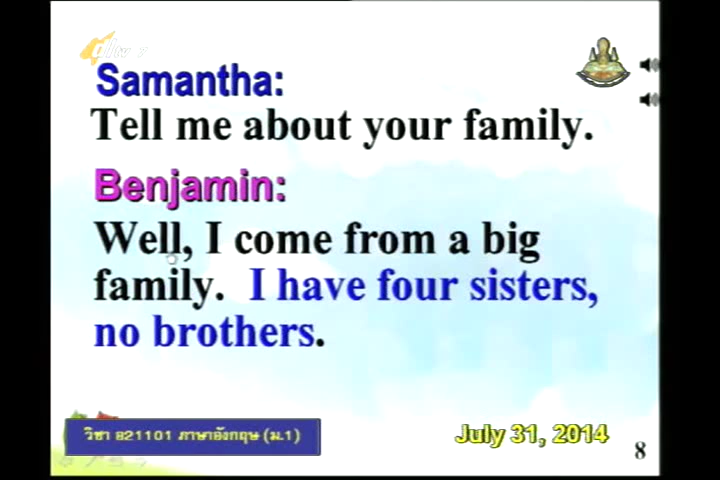 Samantha:
Tell me about your family.
Benjamin:
Well, I come from a big
family.  I have four sisters,
no brothers.
วิชา อ21101 ภาษาอังกฤษ (ม.1)
July 31, 2014
8